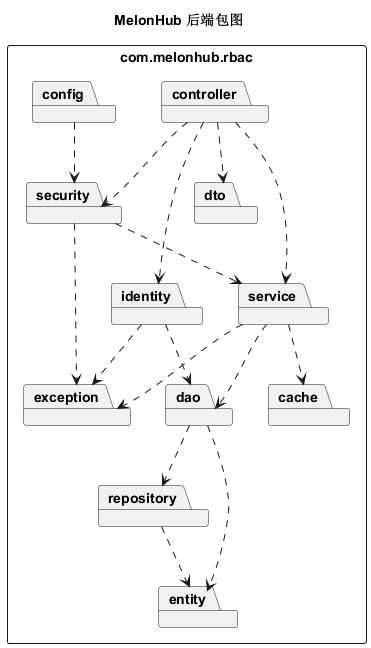 MelonHub 后端包图
com.melonhub.rbac
config
controller
security
dto
identity
service
exception
dao
cache
repository
entity